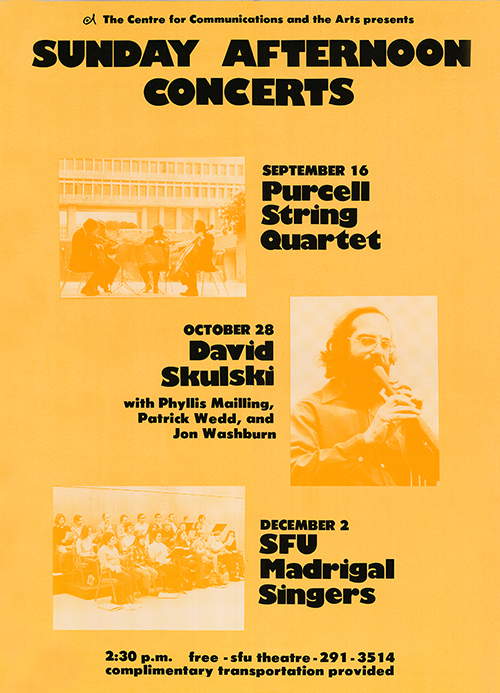 The Centre for Communications and the Arts presents
SUNDAY AFTERNOON
CONCERTS
SEPTEMBER 16
Purcell
String
Quartet
OCTOBER 28
David
Skulski
with Phyllis Mailling,
Patrick Wedd, and
Jon Washburn
DECEMBER 2
SFU
Madrigal
Singers
2:30 p.m. free - sfu theatre - 291 - 3514
complimentary transportation provided